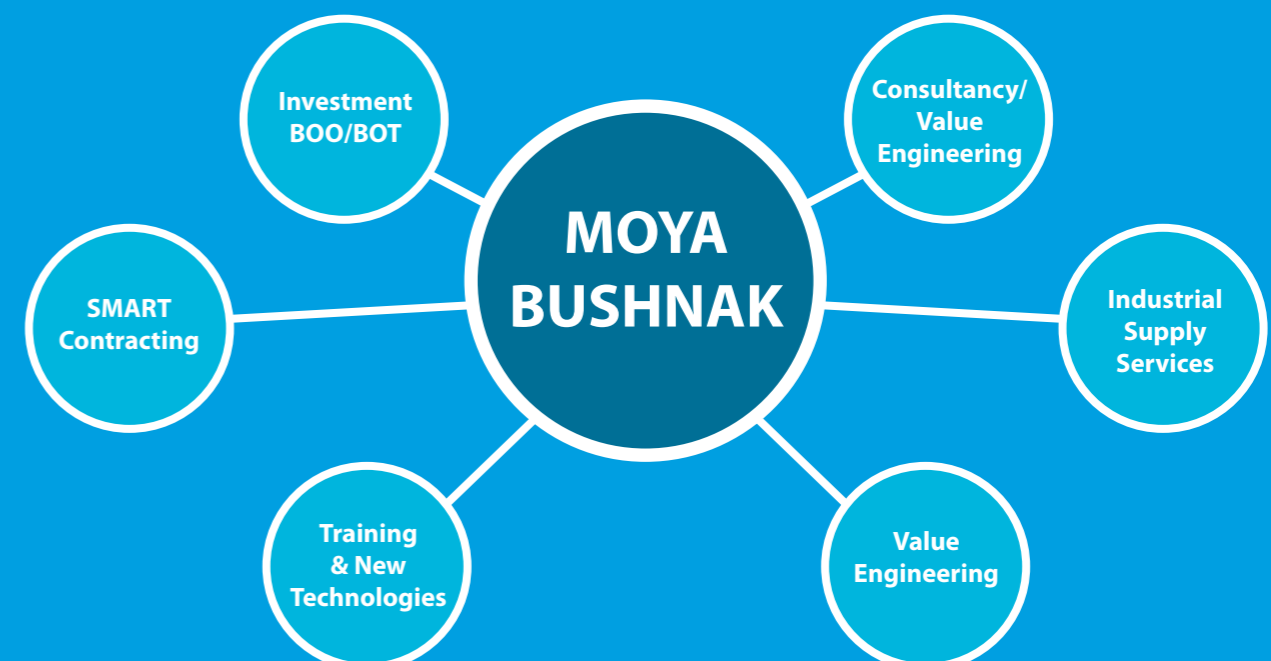 Investment
BOO/BOT
Consultancy/
Value
Engineering
MOYA
BUSHNAK
SMART
Contracting
Industrial
Supply
Services
Training
& New
Technologies
Value
Engineering